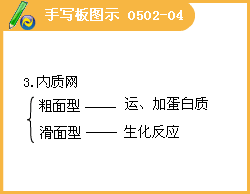 手写板图示 0502-04
3.内质网
粗面型 —— 运、加蛋白质
滑面型 —— 生化反应